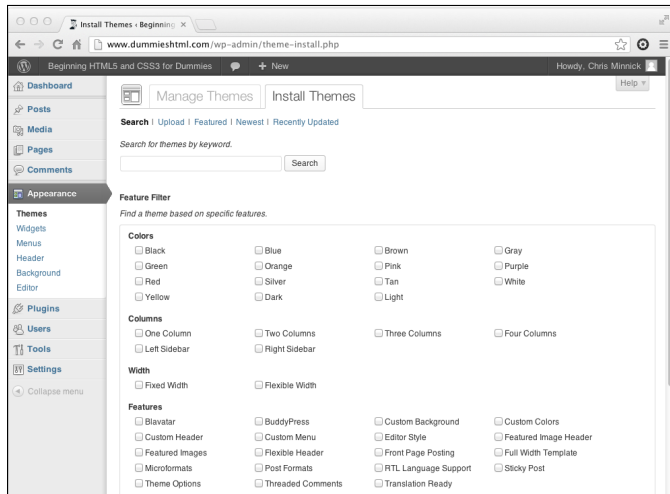 Install Themes ‹ Beginning
www.dummieshtml.com/wp-admin/theme-install.php
Beginning HTML5 and CSS3 for Dummies + New Howdy, Chris Minnick
Help
Dashboard
Posts
Media
Pages
Comments
Appearance
Themes
Widgets
Menus
Header
Background
Editor
Plugins
Users
Tools
Settings
Collapse menu
Manage Themes Install Themes
Search | Upload | Featured | Newest | Recently Updated
Search for themes by keyword.
Search
Feature Filter
Find a theme based on specific features.
Colors
Black Blue Brown Gray
Green Orange Pink Purple
Red Silver Tan White
Yellow Dark Light
Columns
One Column Two Columns Three Columns Four Columns
Left Sidebar Right Sidebar
Width
Fixed Width Flexible Width
Features
Blavatar BuddyPress Custom Background Custom Colors
Custom Header Custom Menu Editor Style Featured Image Header
Featured Images Flexible Header Front Page Posting Full Width Template
Microformats Post Formats RTL Language Support Sticky Post
Theme Options Threaded Comments Translation Ready